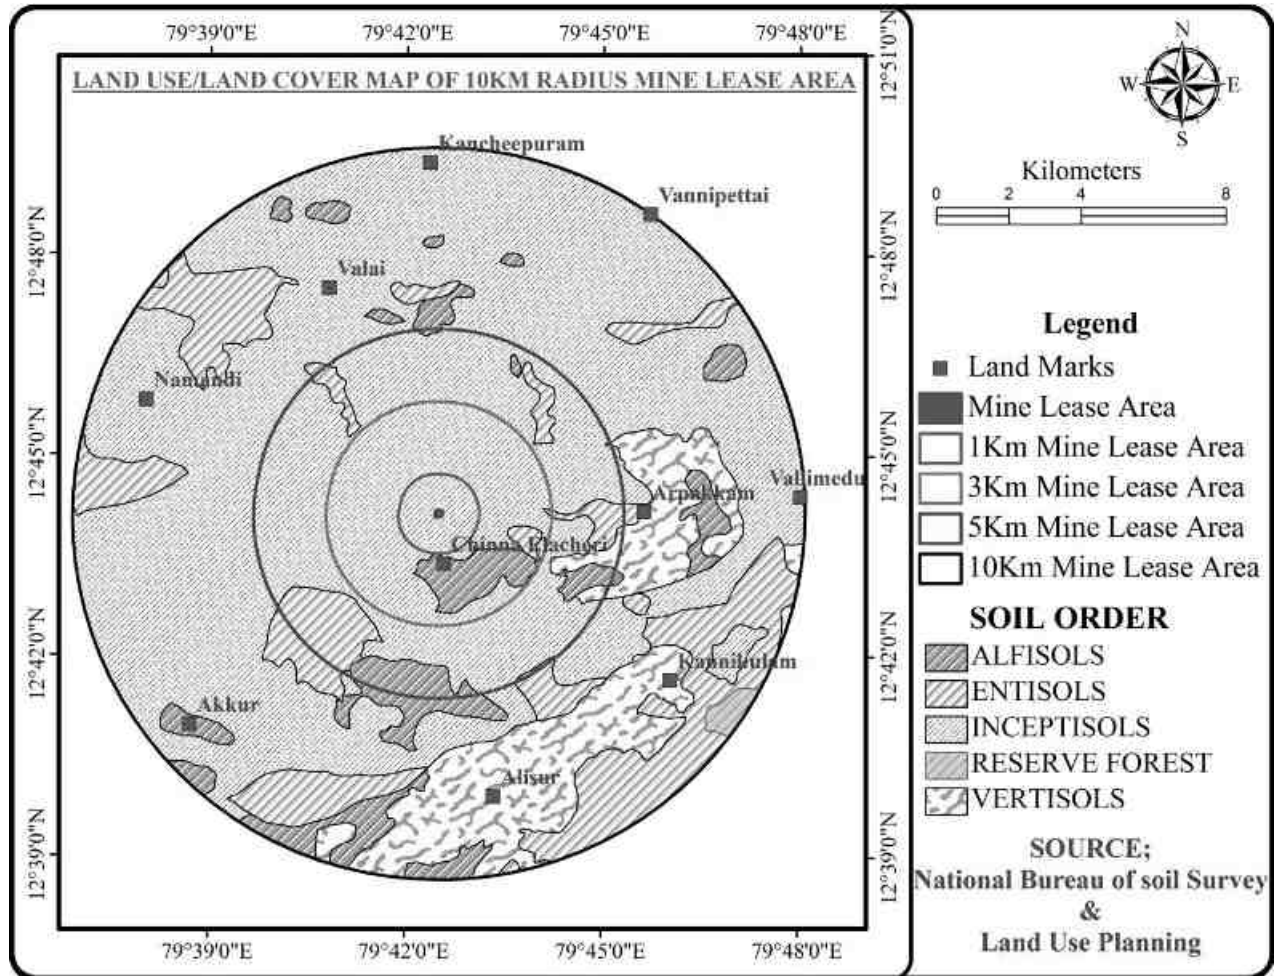 79°39'0"E 79°42'0"E 79°45'0"E 79°48'0"E
12°51'0"N
LAND USE/LAND COVER MAP OF 10KM RADIUS MINE LEASE AREA
N
W E
S
Kilometers
0 2 4 8
Kancheepuram
Vannipettai
12°48'0"N
12°48'0"N
Valai
Namandi
12°45'0"N
12°45'0"N
Arpakkam
Chinna Elacheri
12°42'0"N
12°42'0"N
Kannikulam
Akkur
Alisur
12°39'0"N
12°39'0"N
79°39'0"E 79°42'0"E 79°45'0"E 79°48'0"E
Legend
Land Marks
Mine Lease Area
1Km Mine Lease Area
3Km Mine Lease Area
5Km Mine Lease Area
10Km Mine Lease Area
SOIL ORDER
ALFISOLS
ENTISOLS
INCEPTISOLS
RESERVE FOREST
VERTISOLS
SOURCE;
National Bureau of soil Survey
&
Land Use Planning